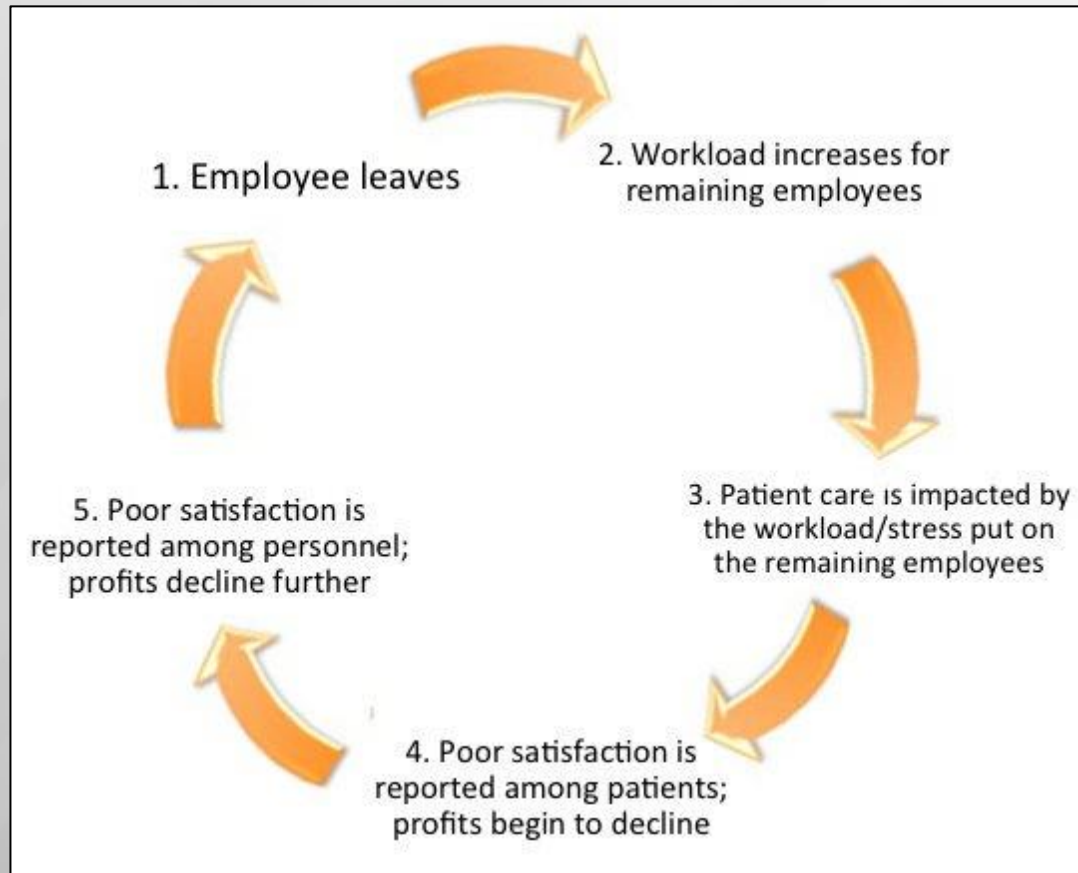 1. Employee leaves
2. Workload increases for
remaining employees
3. Patient care is impacted by
the workload/stress put on
the remaining employees
4. Poor satisfaction is
reported among patients;
profits begin to decline
5. Poor satisfaction is
reported among personnel;
profits decline further